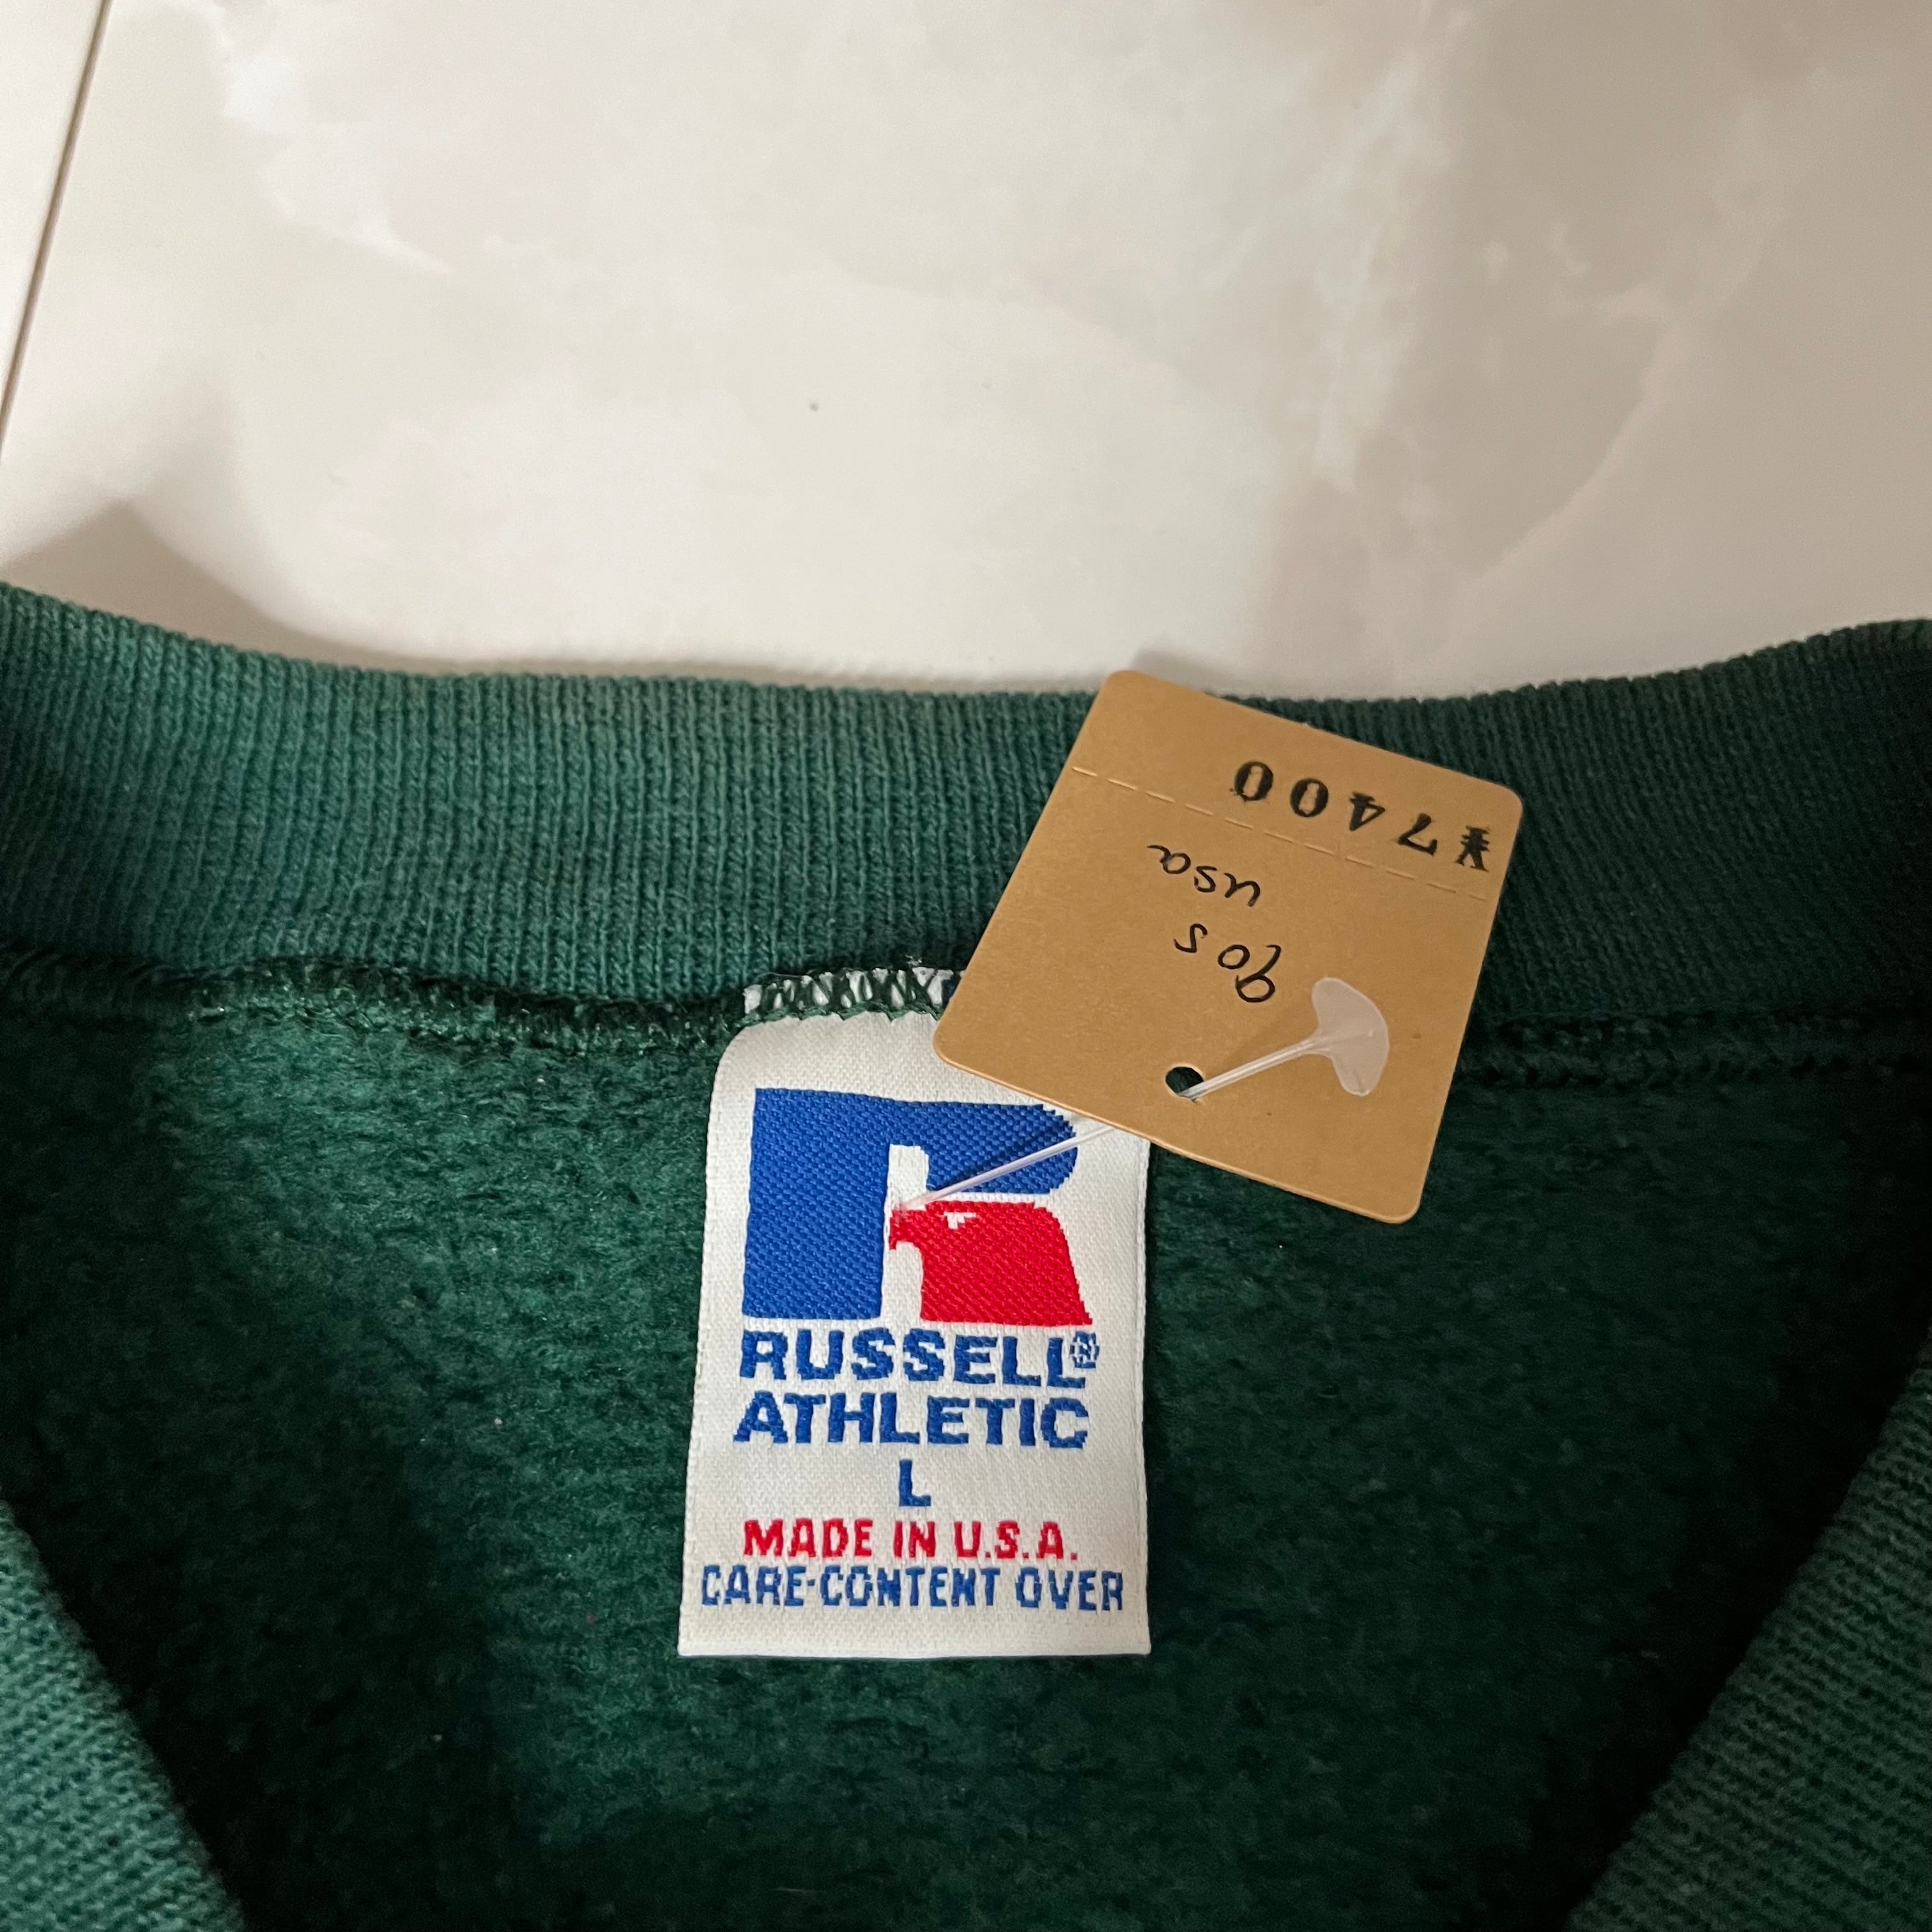 ¥7400
usa
90s
RUSSELL®
ATHLETIC
L
MADE IN U.S.A.
CARE-CONTENT OVER